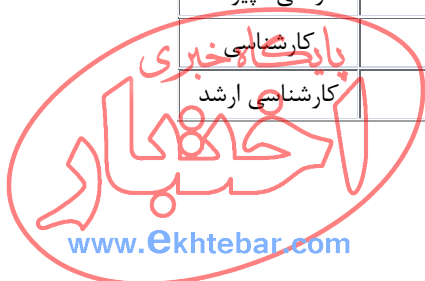 کارشناسی
پایگاه خبری
کارشناسی ارشد
اختبار
www.ekhtebar.com